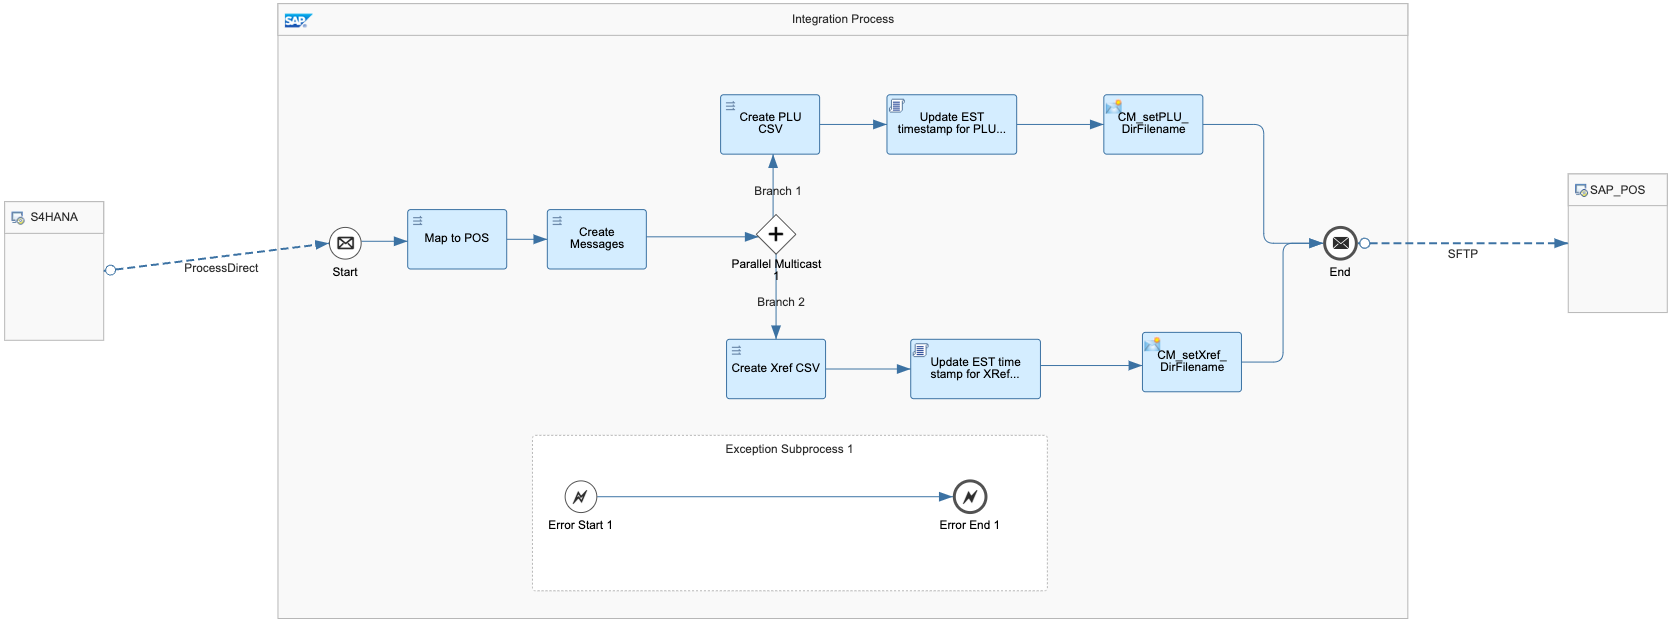 SAP
Integration Process
S4HANA
ProcessDirect
Start
Map to POS
Create
Messages
Create PLU
CSV
Update EST
timestamp for PLU...
CM_setPLU_
DirFilename
Branch 1
Parallel Multicast
1
Branch 2
Create Xref CSV
Update EST time
stamp for XRef...
CM_setXref_
DirFilename
End
SFTP
SAP_POS
Exception Subprocess 1
Error Start 1
Error End 1